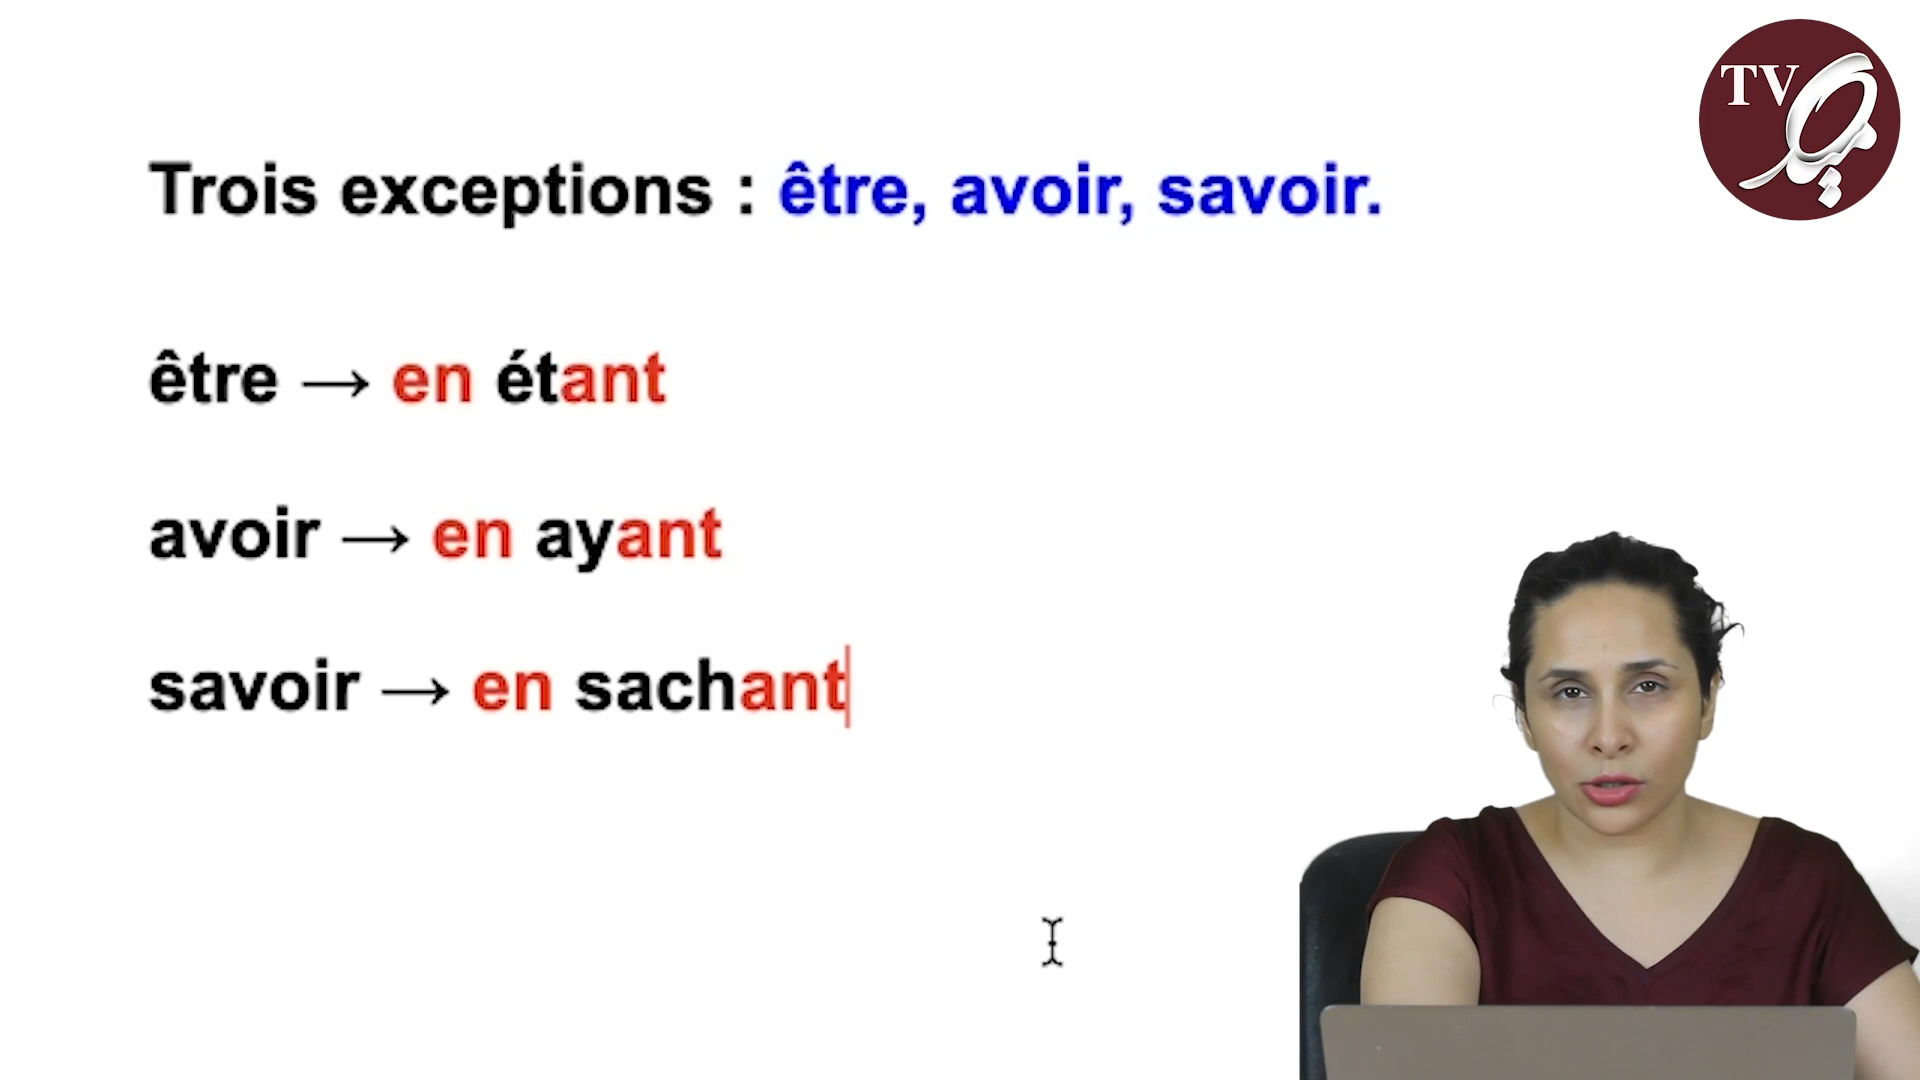 TV
Trois exceptions : être, avoir, savoir.
être → en étant
avoir → en ayant
savoir → en sachant